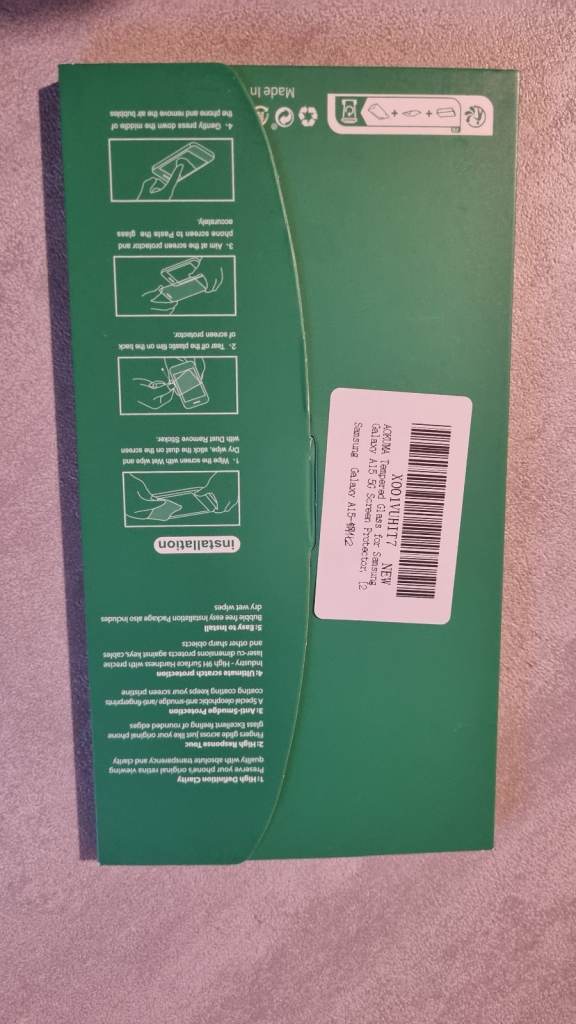 1: High Definition Clarity
Preserve your phone's original retina viewing
quality with absolute transparency and clarity
2: High Response Touc
Fingers glide across just like your original phone
glass Excellent feeling of rounded edges
3: Anti-Smudge Protection
A Special oleophobic anti-smudge/anti-fingerprints
coating coating keeps your screen pristine
4: Ultimate scratch protection
Industry - High 9H Surface Hardness with precise
laser-cu-dimensions protects against keys,cables
and other sharp objects
5: Easy to Install
Bubble free easy Installation Package also includes
dry wet wipes
installation
1- Wipe the screen with Wet wipe and
Dry wipe, stick the dust on the screen
with Dust Remove Sticker.
2- Tear off the plastic film on the back
of screen protector.
3- Aim at the screen protector and
phone screen to Paste the glass
accurately.
4- Gently press down the middle of
the phone and remove the air bubbles
Made In
X001VUHIT7 NEW
AOKUMA Tempered Glass for Samsung
Galaxy A15 5G Screen Protector, [2
Samsung Galaxy A15-钢化2